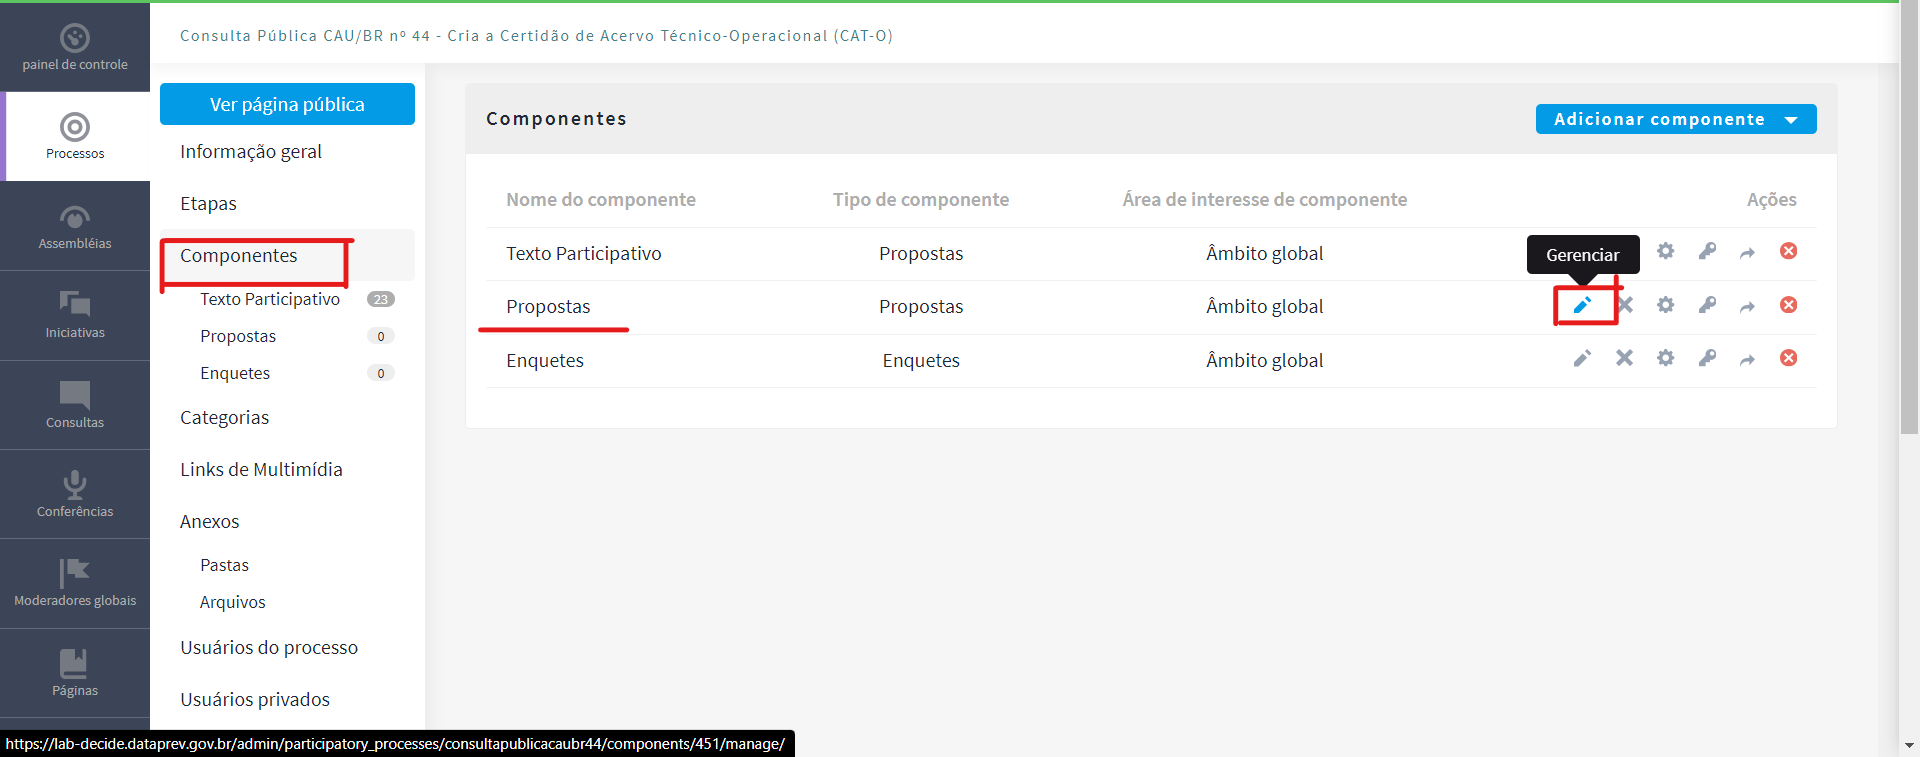 painel de controle
Processos
Assembléias
Iniciativas
Consultas
Conferências
Moderadores globais
Páginas
Consulta Pública CAU/BR nº 44 - Cria a Certidão de Acervo Técnico-Operacional (CAT-O)
Ver página pública
Informação geral
Etapas
Componentes
Texto Participativo 23
Propostas 0
Enquetes 0
Categorias
Links de Multimídia
Anexos
Pastas
Arquivos
Usuários do processo
Usuários privados
Componentes
Adicionar componente
Nome do componente Tipo de componente Área de interesse de componente Ações
Texto Participativo Propostas Âmbito global
Gerenciar
Propostas Propostas Âmbito global
Enquetes Enquetes Âmbito global
https://lab-decide.dataprev.gov.br/admin/participatory_processes/consultapublicacaubr44/components/451/manage/